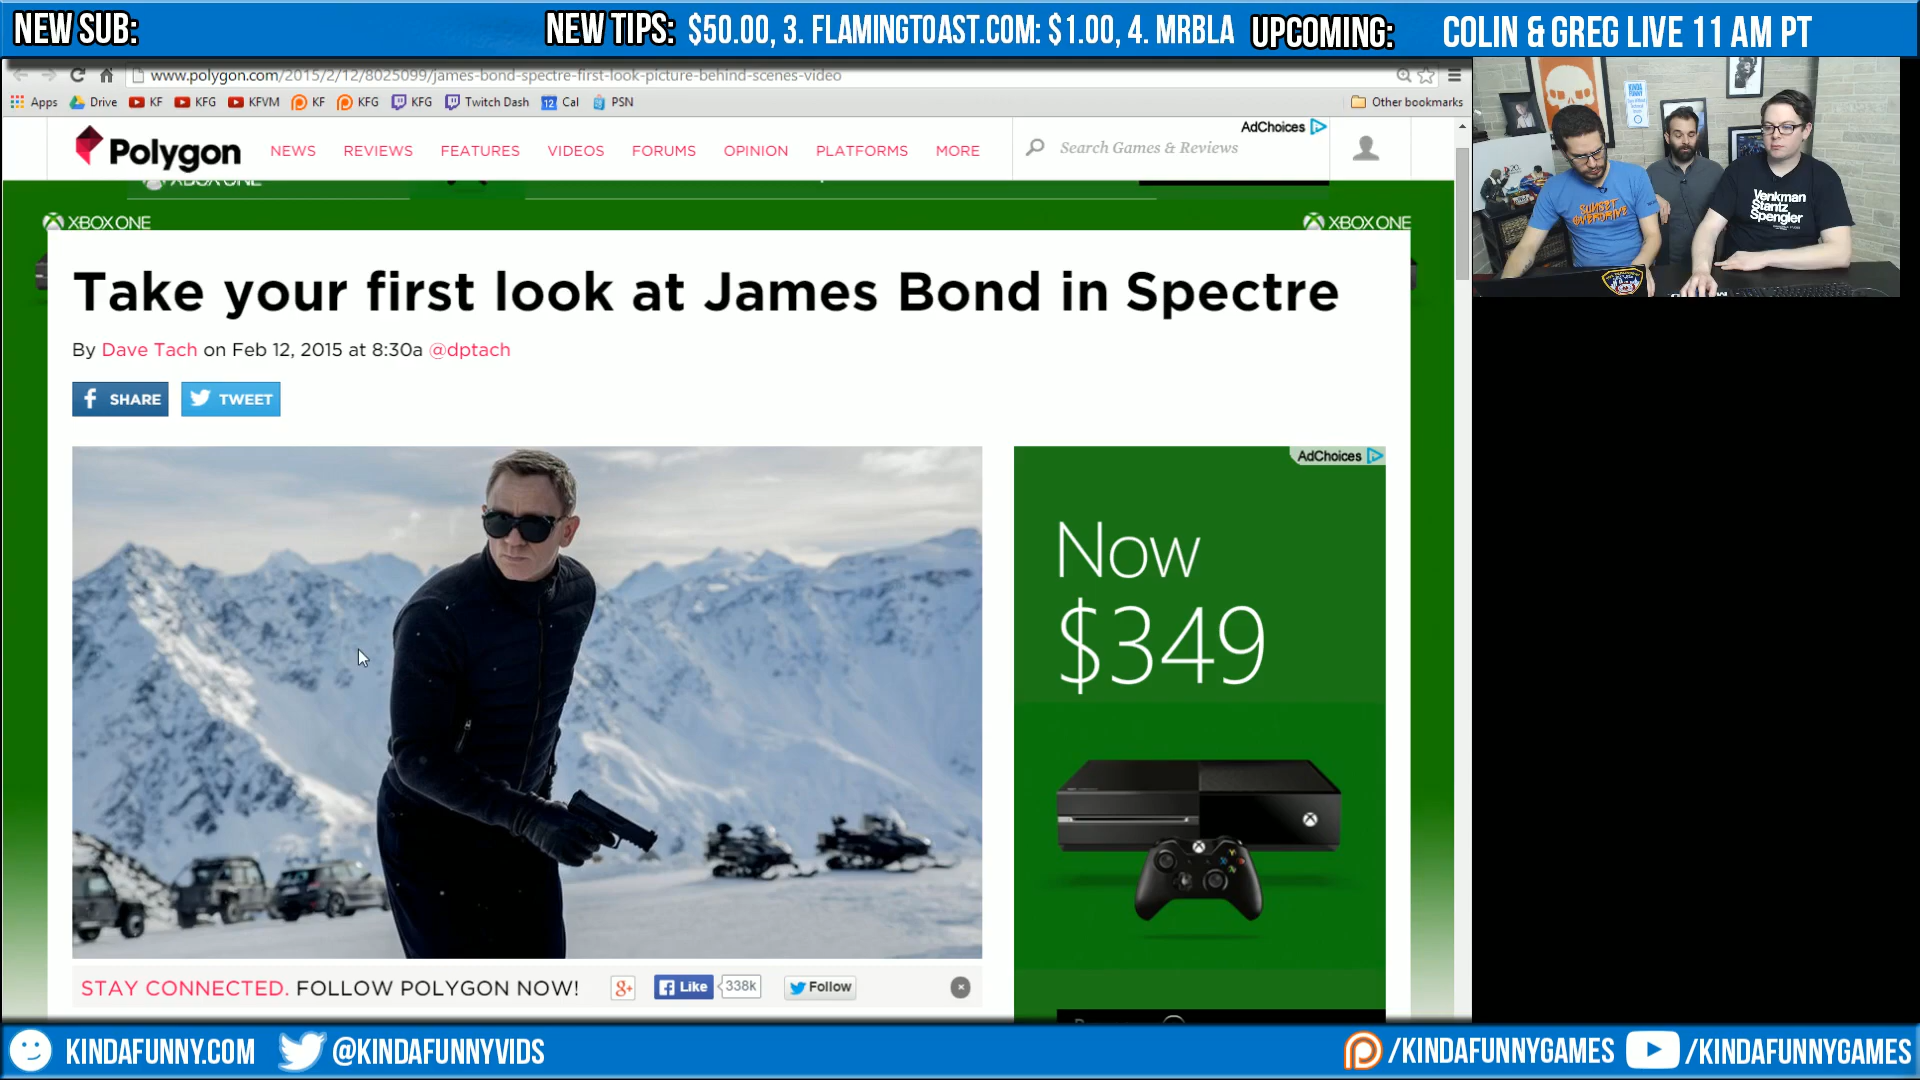 NEW SUB:
NEW TIPS: $50.00, 3. FLAMINGTOAST.COM: $1.00, 4. MRBLA
UPCOMING: COLIN & GREG LIVE 11 AM PT
www.polygon.com/2015/2/12/8025099/james-bond-spectre-first-look-picture-behind-scenes-video
Apps Drive KF KFG KFVM KF KFG KFG Twitch Dash 12 Cal PSN Other bookmarks
AdChoices
Polygon NEWS REVIEWS FEATURES VIDEOS FORUMS OPINION PLATFORMS MORE Search Games & Reviews
XBOX ONE
XBOX ONE XBOX ONE
Take your first look at James Bond in Spectre
By Dave Tach on Feb 12, 2015 at 8:30a @dptach
f SHARE TWEET
AdChoices
Now
$349
STAY CONNECTED. FOLLOW POLYGON NOW! g+ f Like 338k Follow
Venkman
Stantz
Spengler
SUNSET
OVERDRIVE
KINDAFUNNY.COM @KINDAFUNNYVIDS /KINDAFUNNYGAMES /KINDAFUNNYGAMES